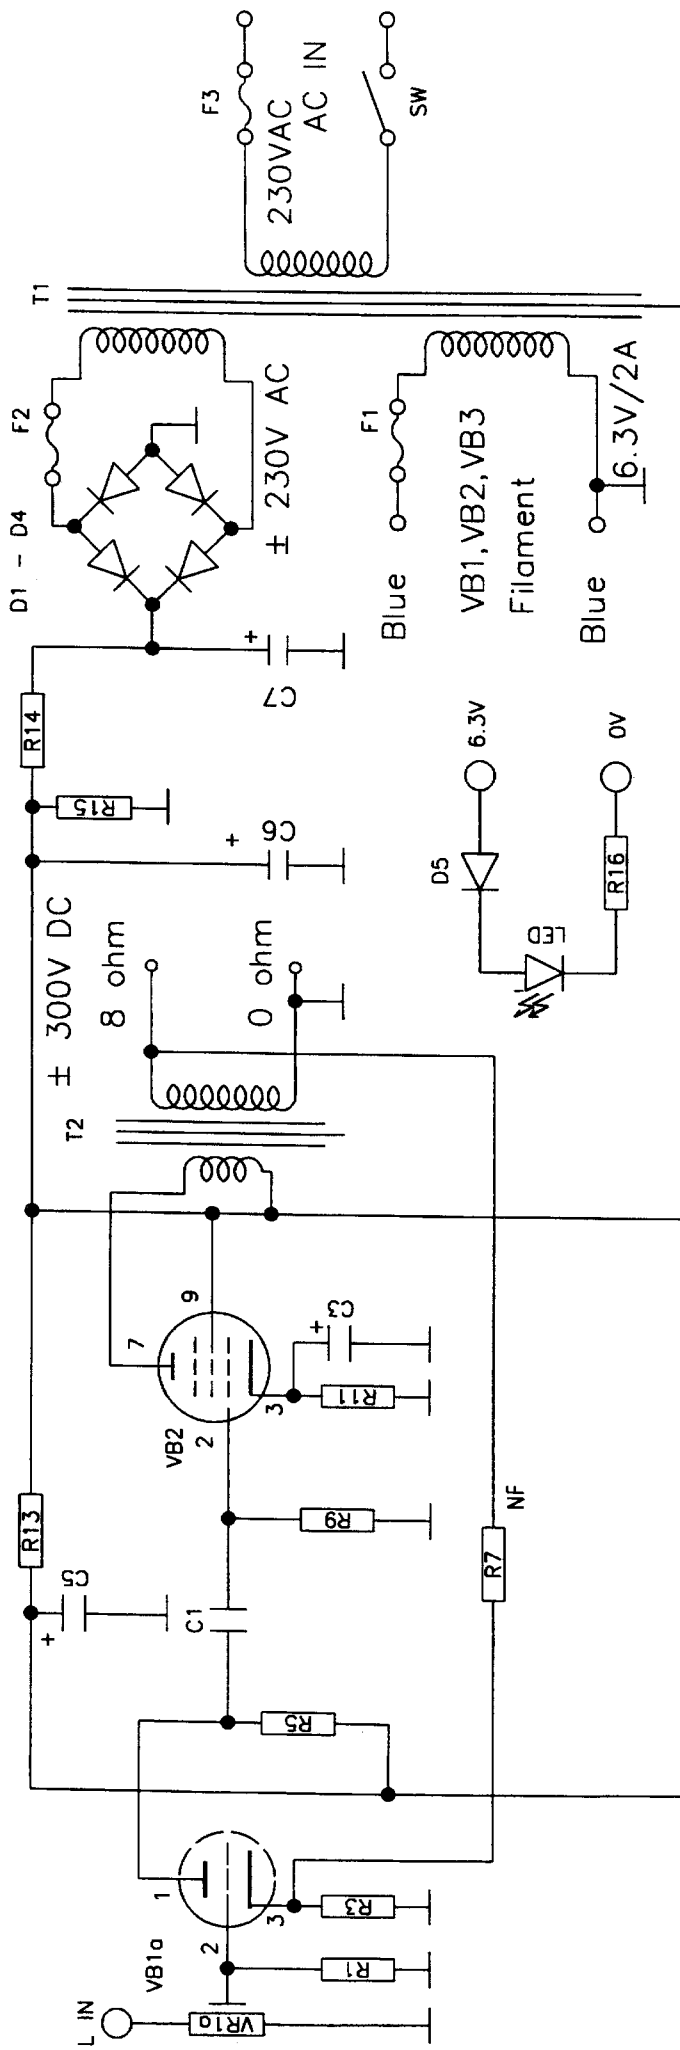 L IN
VR1a
R1
VB1a
1
2
3
R3
R5
C5
+
R13
C1
R9
VB2
2
7
9
3
R11
+
C3
R7
NF
T2
± 300V DC
8 ohm
0 ohm
R15
R14
+
C6
+
C7
D1 - D4
F2
± 230V AC
T1
F3
230VAC
AC IN
SW
D5
LED
6.3V
0V
R16
Blue
F1
VB1,VB2,VB3
Filament
Blue
6.3V/2A